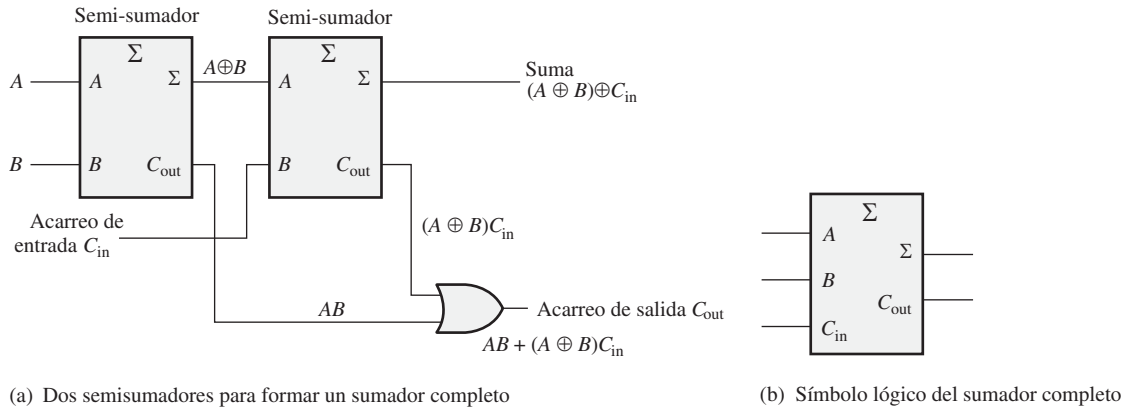 Semi-sumador
Semi-sumador
Σ
Σ
A
A
Σ
A⊕B
A
Σ
Suma
(A ⊕ B)⊕C_in
B
B
C_out
B
C_out
Acarreo de
entrada C_in
(A ⊕ B)C_in
AB
Acarreo de salida C_out
AB + (A ⊕ B)C_in
Σ
A
Σ
B
C_out
C_in
(a) Dos semisumadores para formar un sumador completo
(b) Símbolo lógico del sumador completo